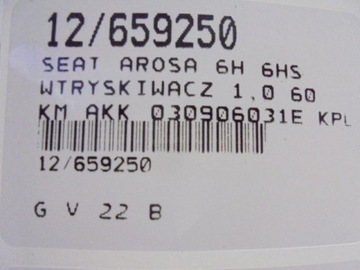 12/659250
SEAT AROSA 6H 6HS
WTRYSKIWACZ 1,0 60
KM AKK 030906031E KPL
12/659250
G V 22 B